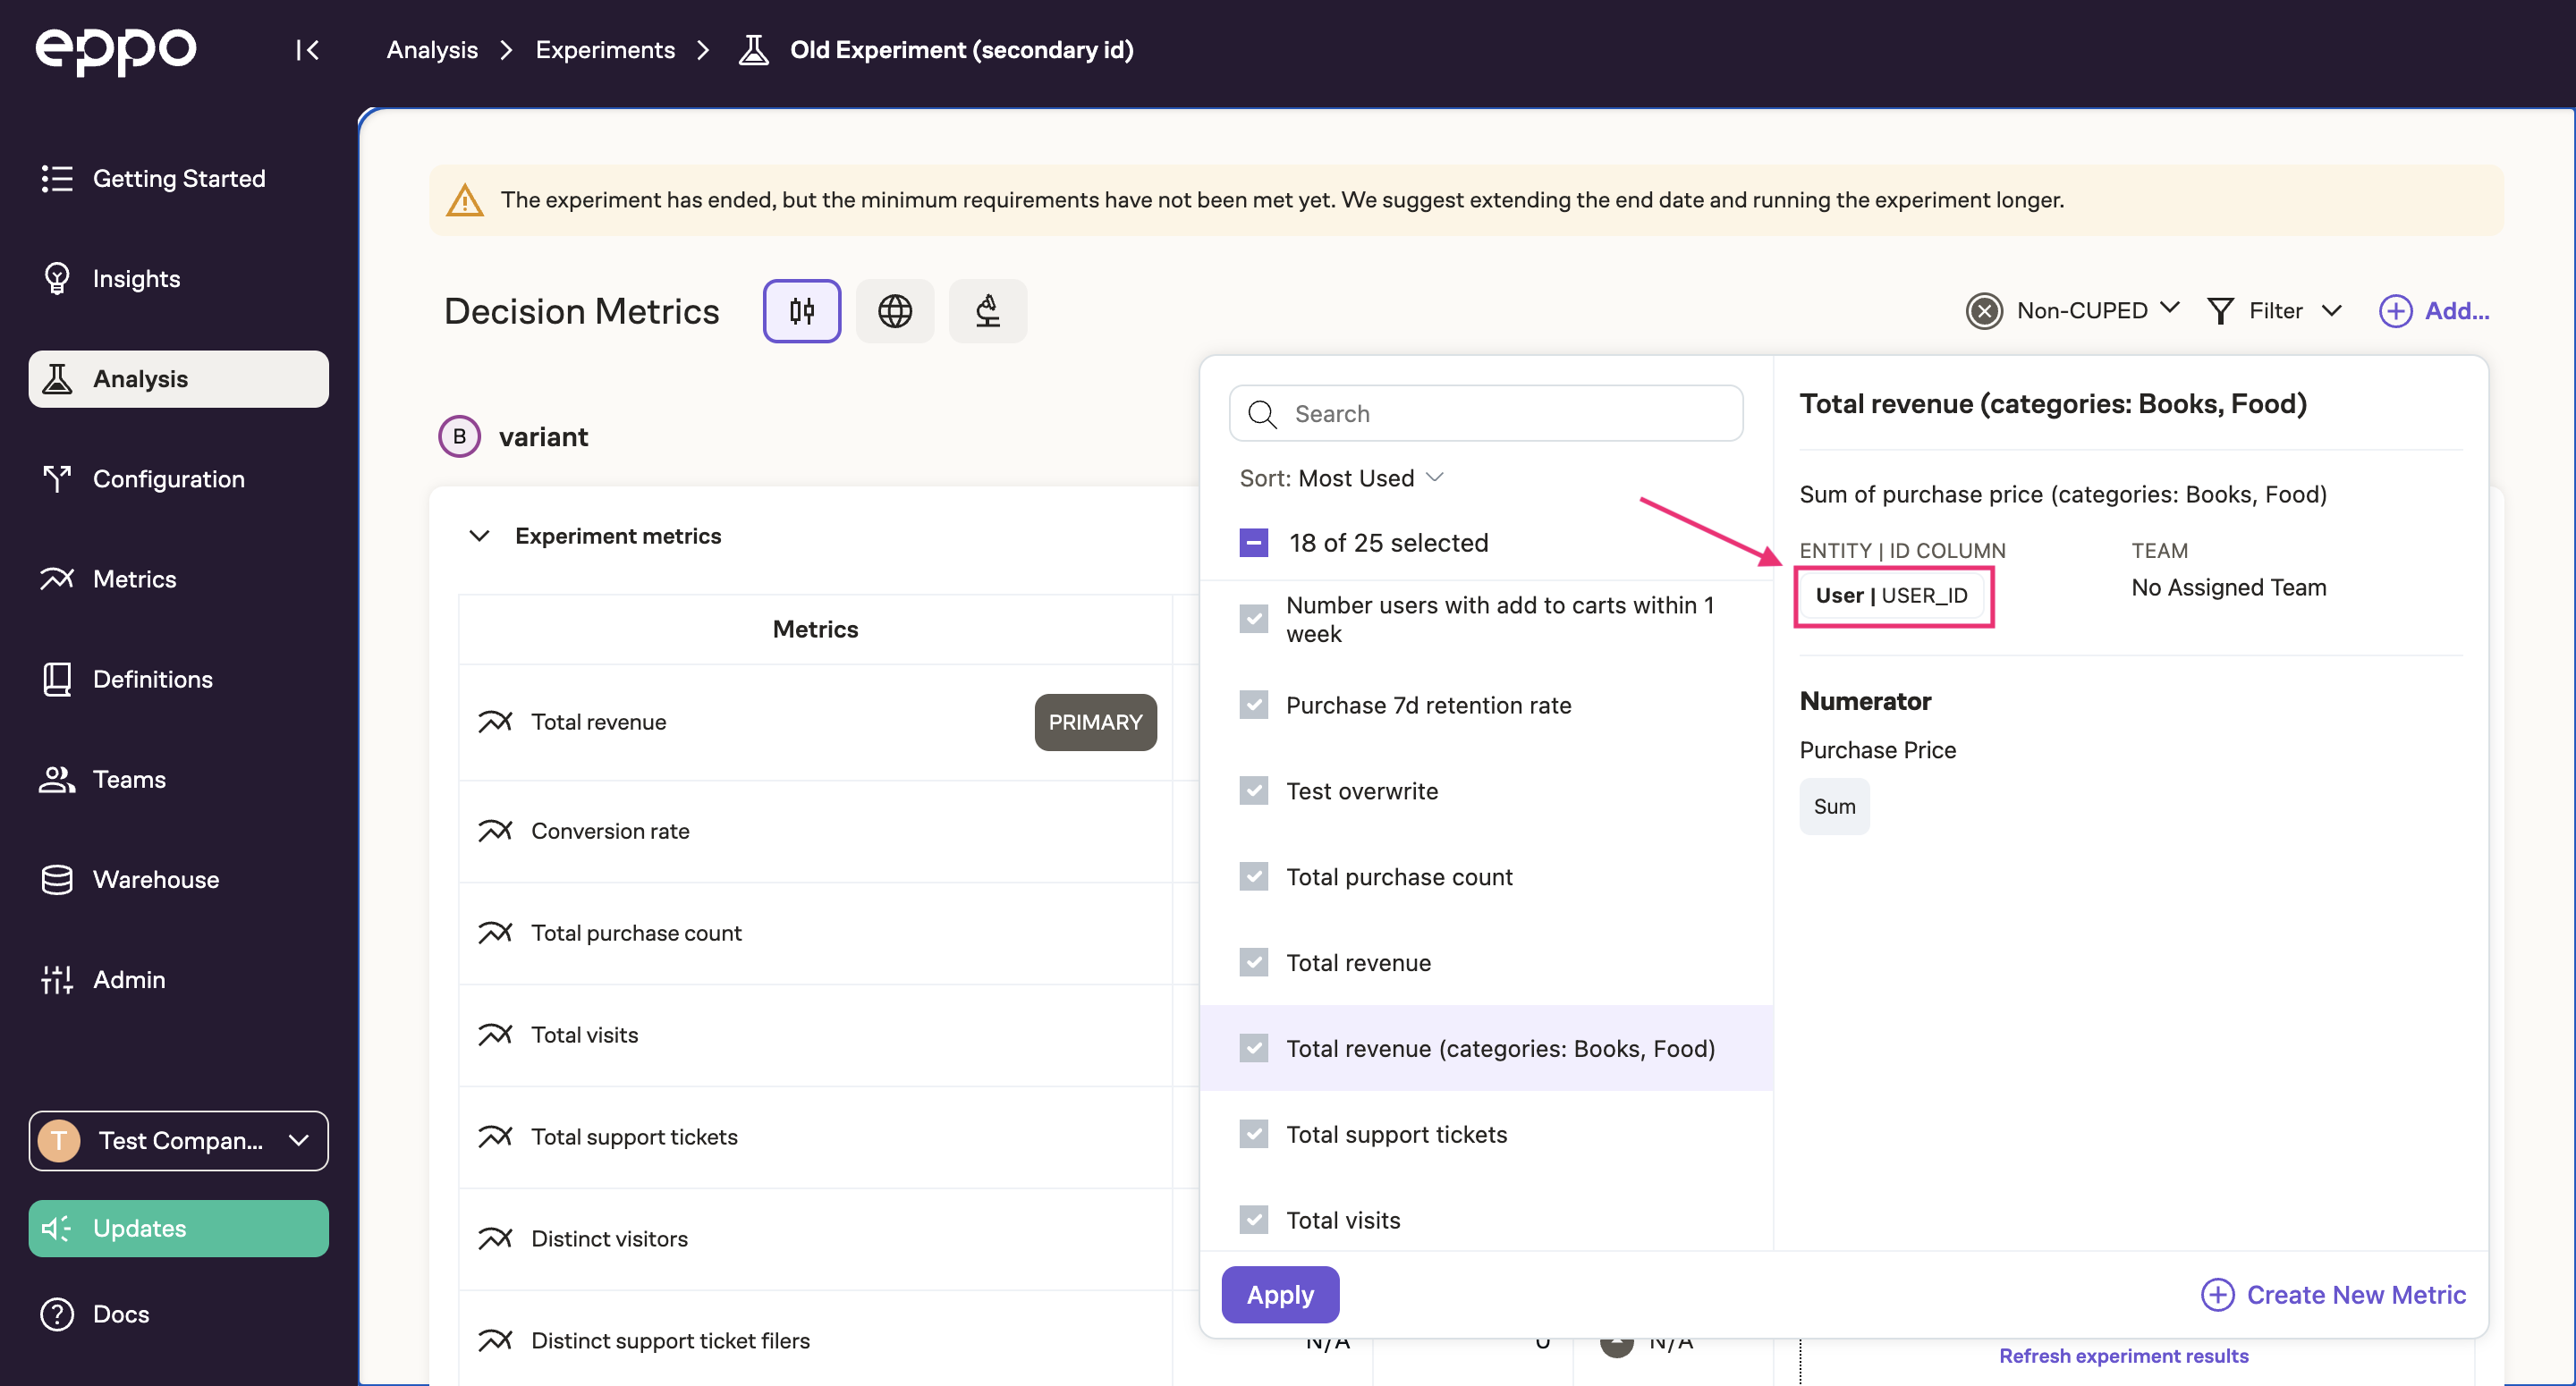 eppo
Analysis
Experiments
Old Experiment (secondary id)
Getting Started
Insights
Analysis
Configuration
Metrics
Definitions
Teams
Warehouse
Admin
T
Test Compan...
Updates
Docs
The experiment has ended, but the minimum requirements have not been met yet. We suggest extending the end date and running the experiment longer.
Decision Metrics
Non-CUPED
Filter
Add...
B
variant
Experiment metrics
Metrics
Total revenue
PRIMARY
Conversion rate
Total purchase count
Total visits
Total support tickets
Distinct visitors
Distinct support ticket filers
N/A
0
N/A
Search
Sort: Most Used
18 of 25 selected
Number users with add to carts within 1
week
Purchase 7d retention rate
Test overwrite
Total purchase count
Total revenue
Total revenue (categories: Books, Food)
Total support tickets
Total visits
Apply
Total revenue (categories: Books, Food)
Sum of purchase price (categories: Books, Food)
ENTITY | ID COLUMN
TEAM
User | USER_ID
No Assigned Team
Numerator
Purchase Price
Sum
Create New Metric
Refresh experiment results